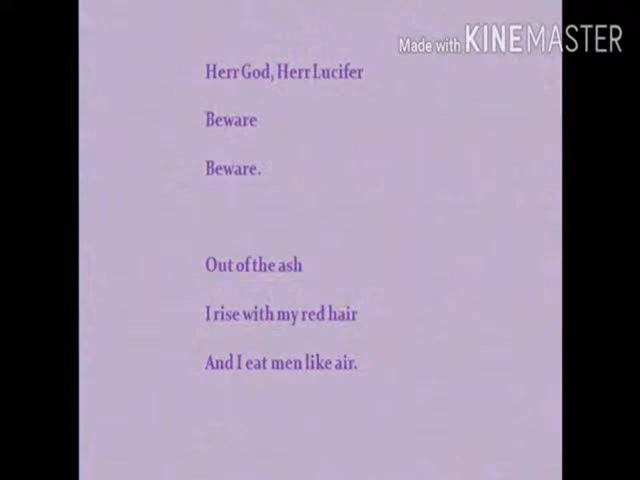 Made with KINEMASTER
Herr God, Herr Lucifer
Beware
Beware.
Out of the ash
I rise with my red hair
And I eat men like air.